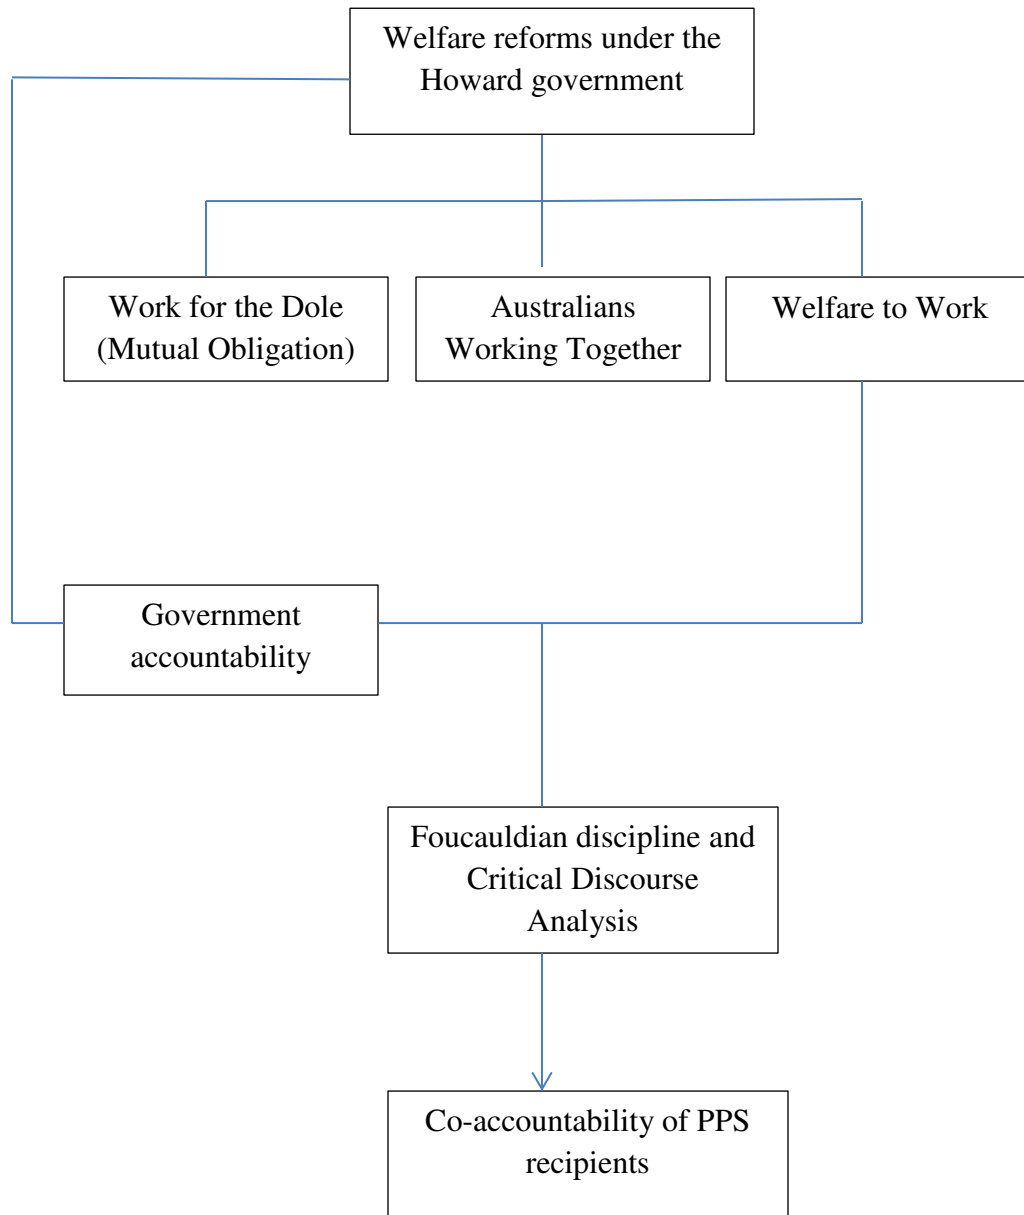 Welfare reforms under the
Howard government
Work for the Dole
(Mutual Obligation)
Australians
Working Together
Welfare to Work
Government
accountability
Foucauldian discipline and
Critical Discourse
Analysis
Co-accountability of PPS
recipients